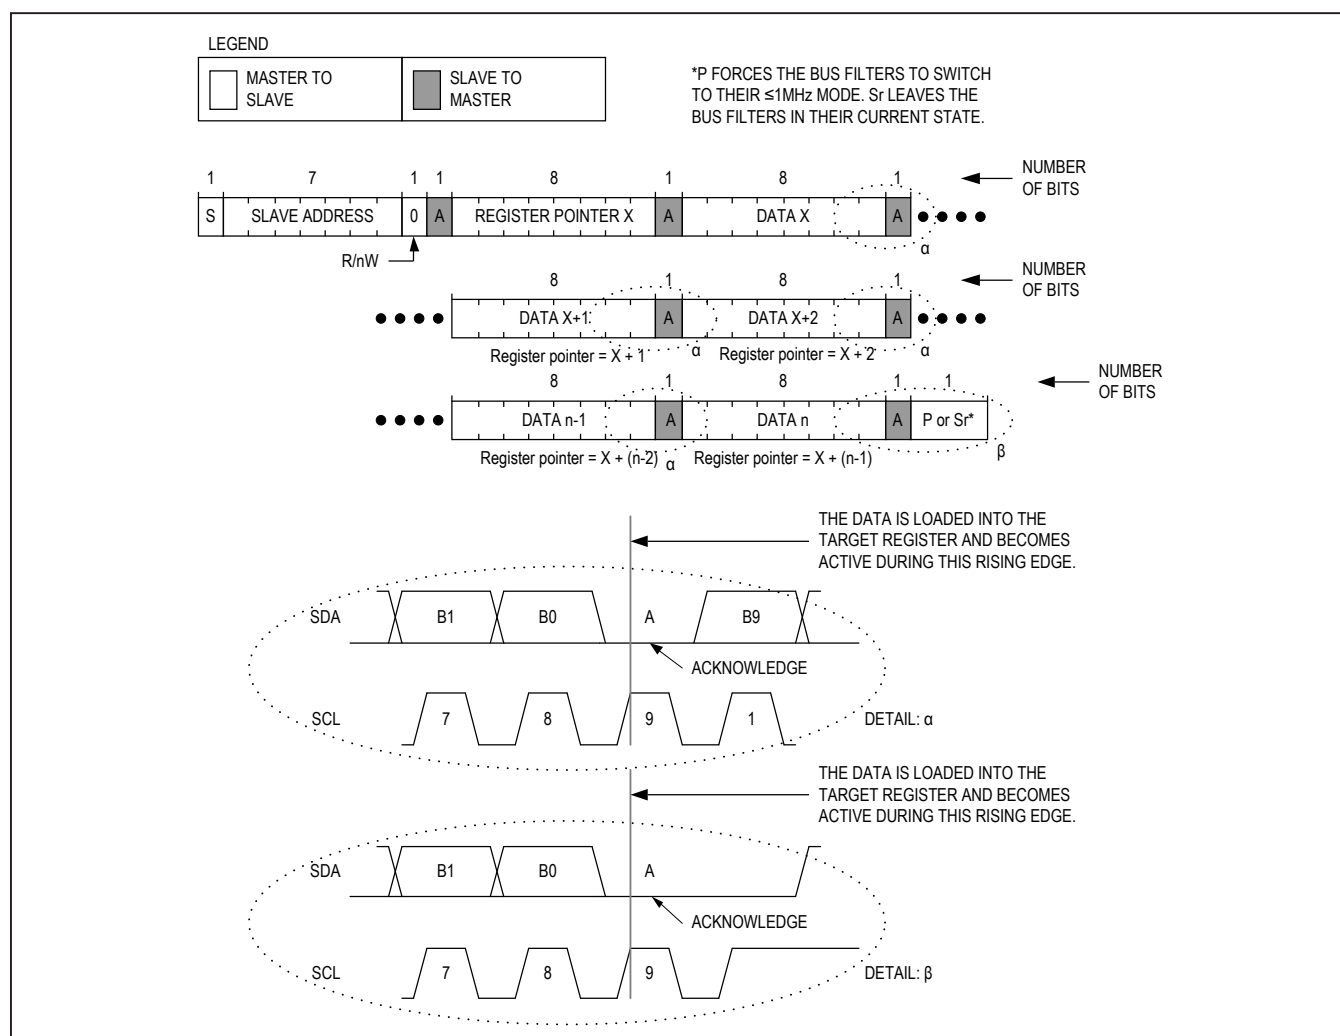 LEGEND
MASTER TO
SLAVE
SLAVE TO
MASTER
*P FORCES THE BUS FILTERS TO SWITCH
TO THEIR ≤1MHz MODE. Sr LEAVES THE
BUS FILTERS IN THEIR CURRENT STATE.
1 7 1 1 8 1 8 1
NUMBER
OF BITS
S SLAVE ADDRESS 0 A REGISTER POINTER X A DATA X A
α
R/nW
8 1 8 1
NUMBER
OF BITS
DATA X+1 A DATA X+2 A
α α
Register pointer = X + 1 Register pointer = X + 2
8 1 8 1 1
NUMBER
OF BITS
DATA n-1 A DATA n A P or Sr*
β
Register pointer = X + (n-2) α Register pointer = X + (n-1)
THE DATA IS LOADED INTO THE
TARGET REGISTER AND BECOMES
ACTIVE DURING THIS RISING EDGE.
SDA B1 B0 A B9
ACKNOWLEDGE
SCL 7 8 9 1 DETAIL: α
THE DATA IS LOADED INTO THE
TARGET REGISTER AND BECOMES
ACTIVE DURING THIS RISING EDGE.
SDA B1 B0 A
ACKNOWLEDGE
SCL 7 8 9 DETAIL: β